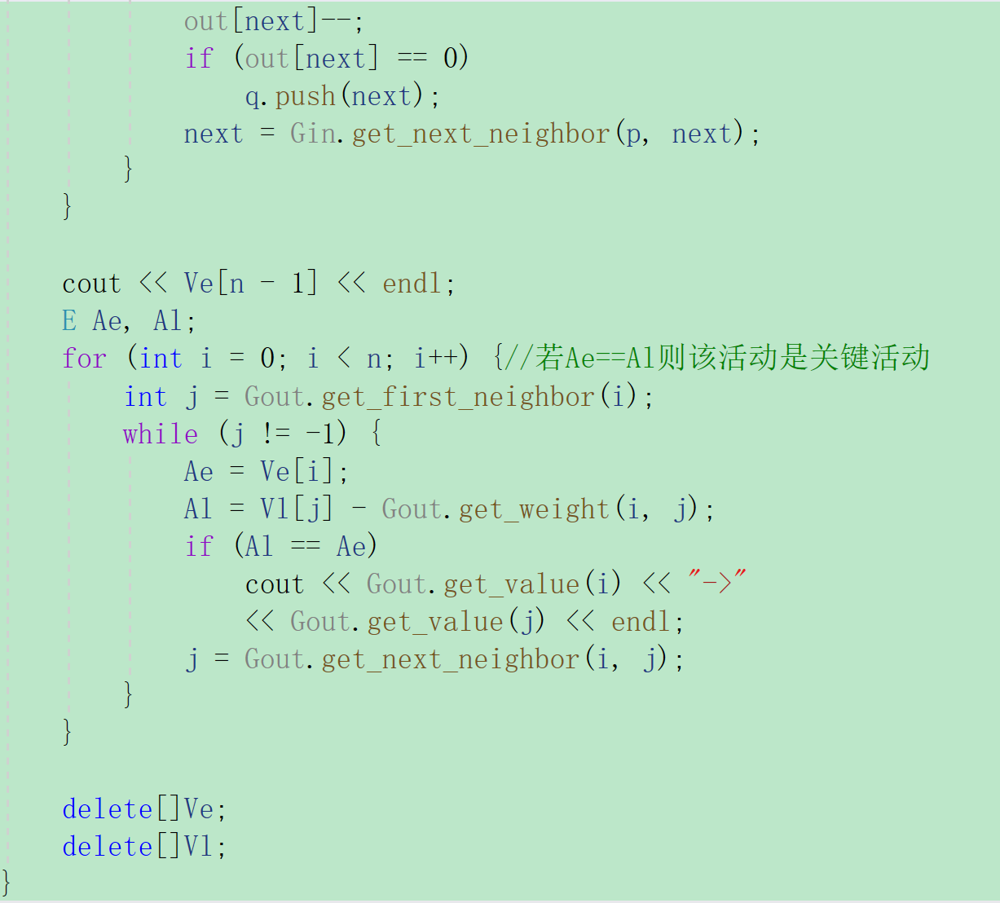 out[next]--;
if (out[next] == 0)
q.push(next);
next = Gin.get_next_neighbor(p, next);
}
}
cout << Ve[n - 1] << endl;
E Ae, Al;
for (int i = 0; i < n; i++) {//若Ae==Al则该活动是关键活动
int j = Gout.get_first_neighbor(i);
while (j != -1) {
Ae = Ve[i];
Al = Vl[j] - Gout.get_weight(i, j);
if (Al == Ae)
cout << Gout.get_value(i) << "->"
<< Gout.get_value(j) << endl;
j = Gout.get_next_neighbor(i, j);
}
}
delete[]Ve;
delete[]Vl;
}